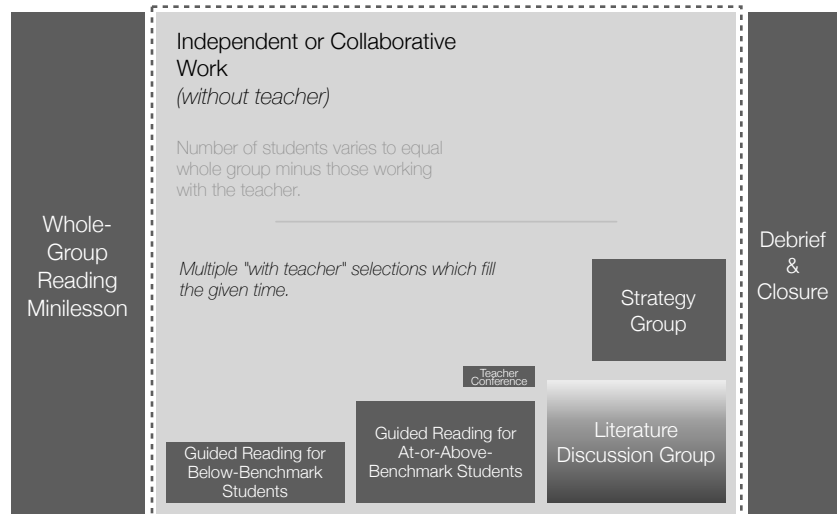 Whole-
Group
Reading
Minilesson
Independent or Collaborative
Work
(without teacher)
Number of students varies to equal
whole group minus those working
with the teacher.
Multiple "with teacher" selections which fill
the given time.
Strategy
Group
Teacher
Conference
Guided Reading for
Below-Benchmark
Students
Guided Reading for
At-or-Above-
Benchmark Students
Literature
Discussion Group
Debrief
&
Closure